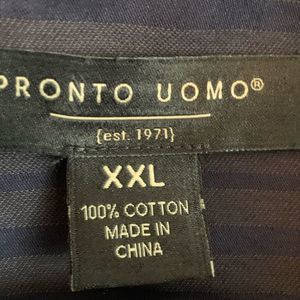 PRONTO UOMO®
{est. 1971}
XXL
100% COTTON
MADE IN
CHINA